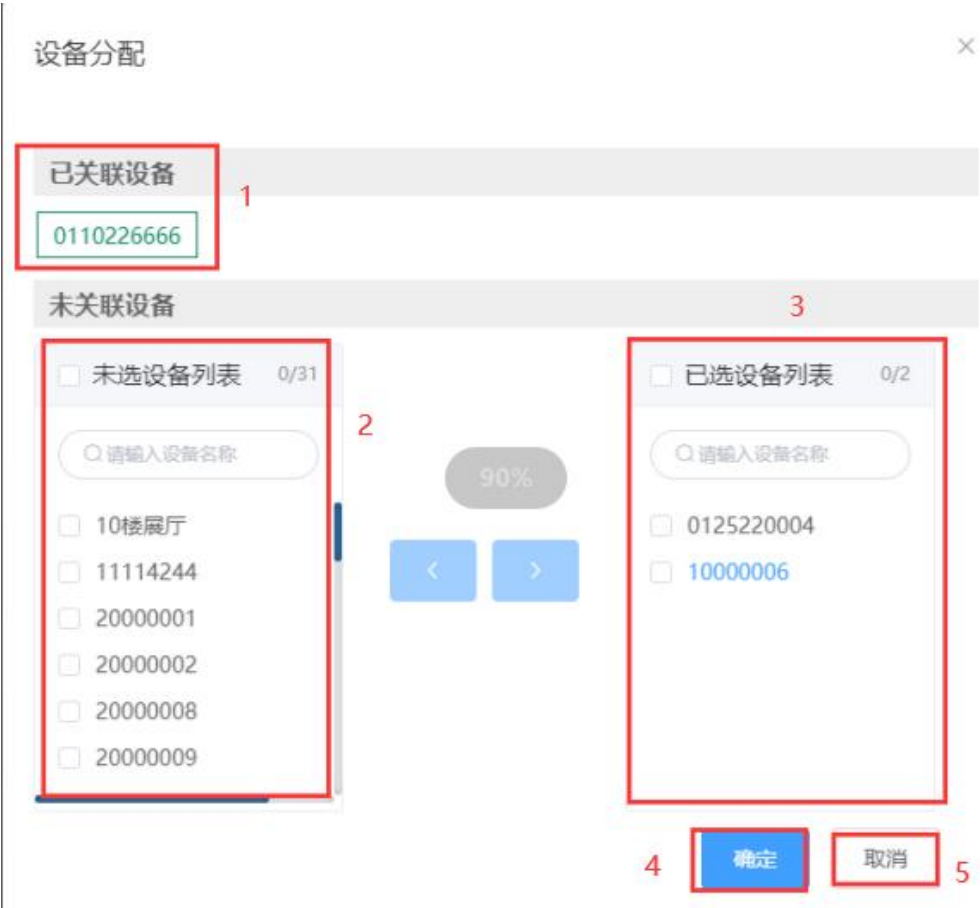 设备分配
×
已关联设备
1
0110226666
未关联设备
3
未选设备列表 0/31
已选设备列表 0/2
2
请输入设备名称
请输入设备名称
90%
10楼展厅
11114244
20000001
20000002
20000008
20000009
< >
0125220004
10000006
4
确定
取消
5